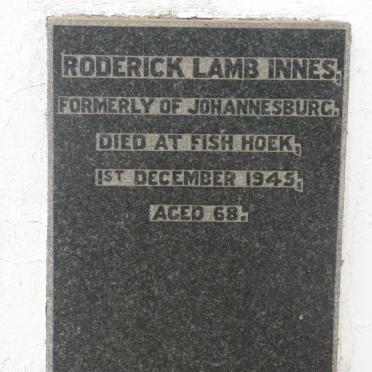 RODERICK LAMB INNES,
FORMERLY OF JOHANNESBURG.
DIED AT FISH HOEK,
1ST DECEMBER 1945,
AGED 68.